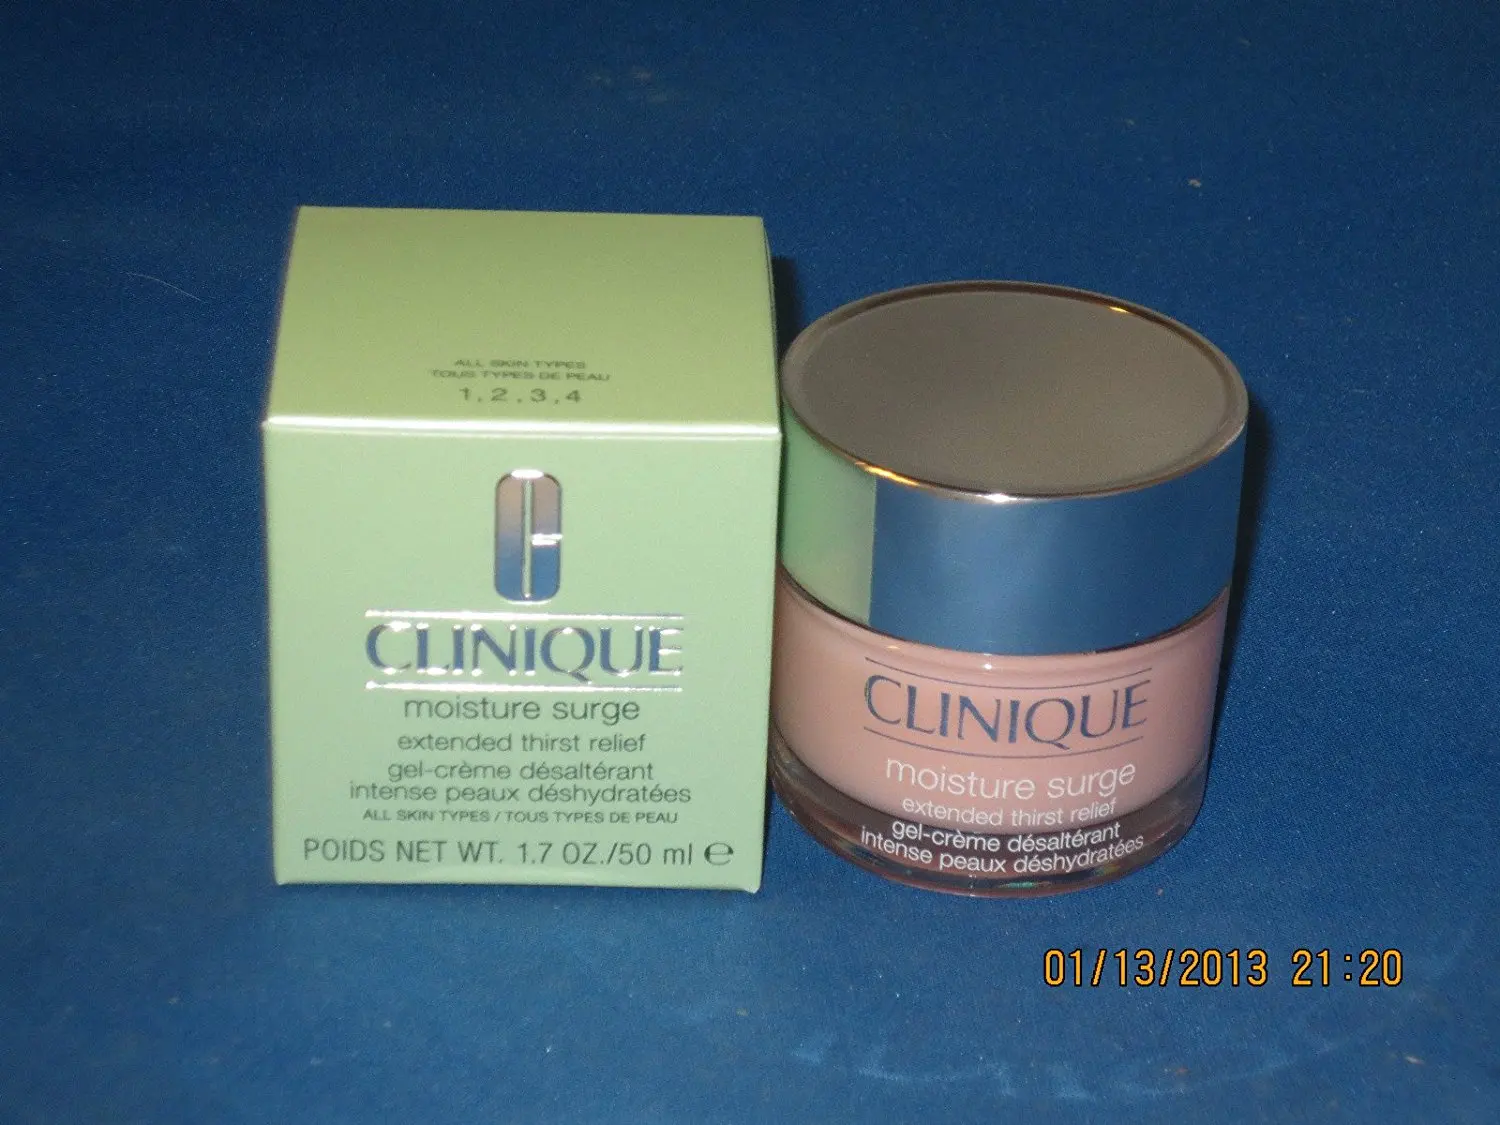 ALL SKIN TYPES
TOUS TYPES DE PEAU
1, 2, 3, 4
CLINIQUE
moisture surge
extended thirst relief
gel-crème désaltérant
intense peaux déshydratées
ALL SKIN TYPES / TOUS TYPES DE PEAU
POIDS NET WT. 1.7 OZ./50 ml ℮
CLINIQUE
moisture surge
extended thirst relief
gel-crème désaltérant
intense peaux déshydratées
01/13/2013 21:20